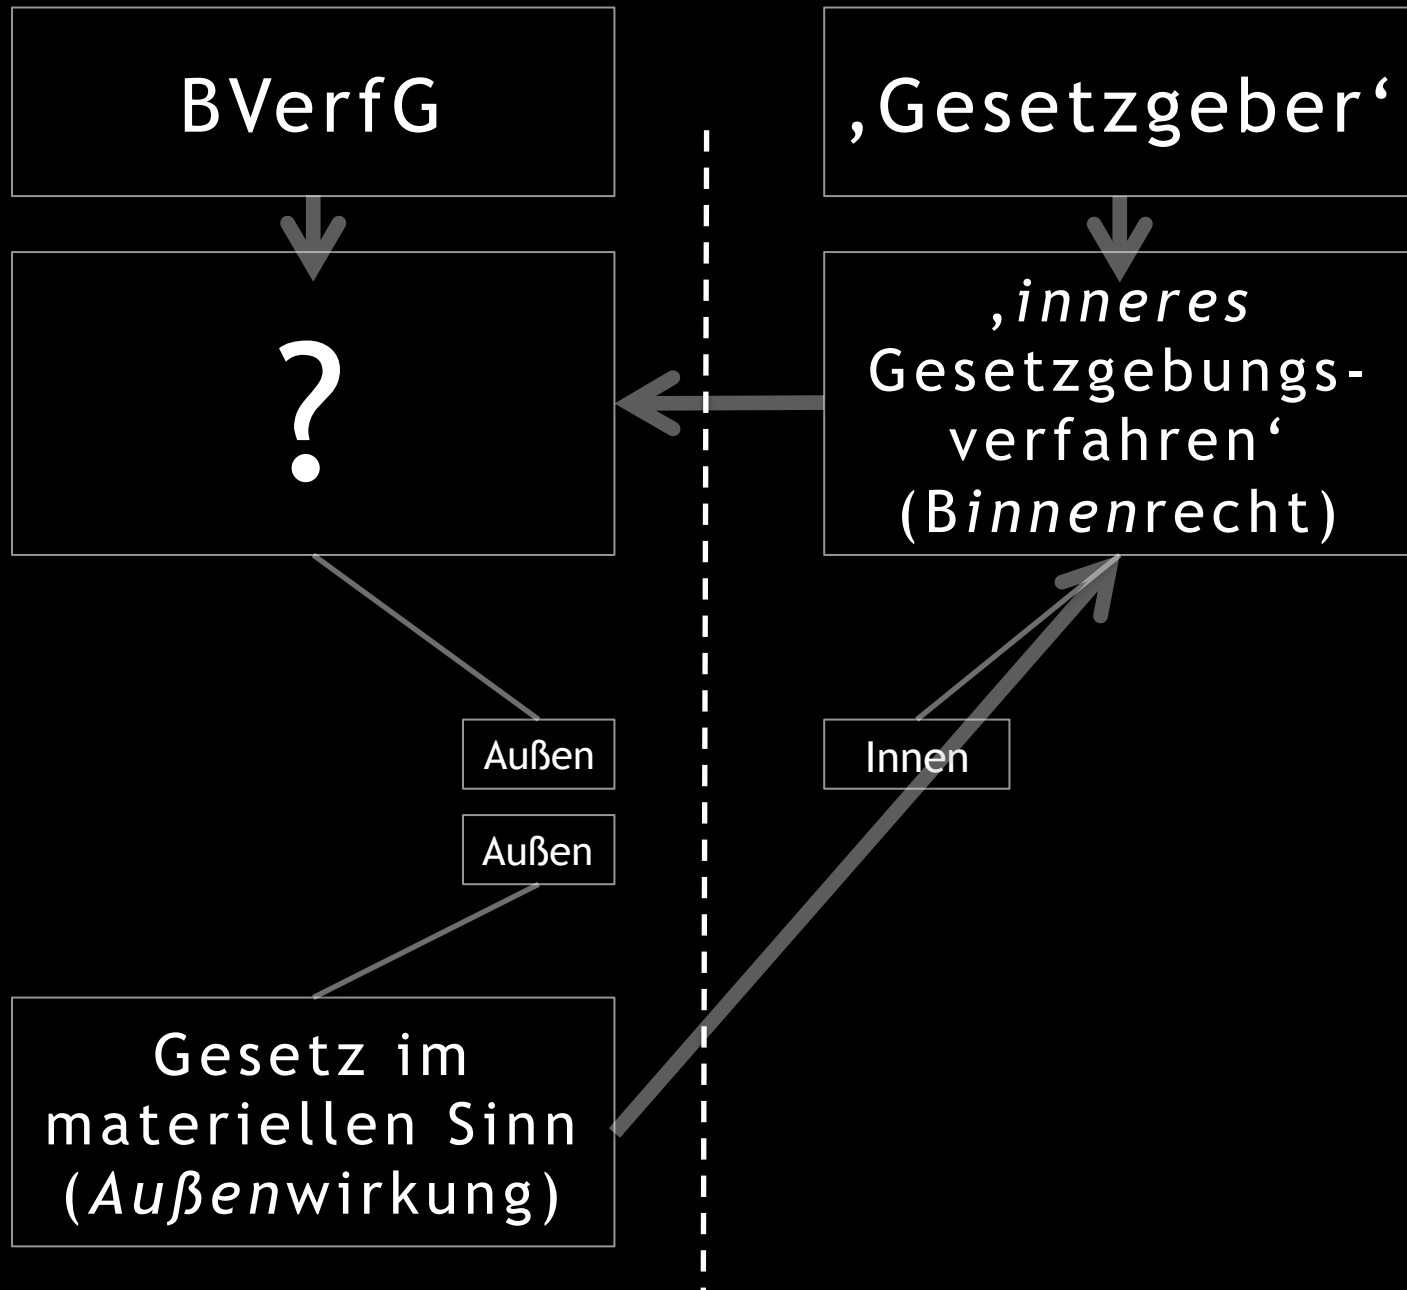 BVerfG
‚Gesetzgeber‘
?
‚inneres
Gesetzgebungs-
verfahren‘
(Binnenrecht)
Außen
Innen
Außen
Gesetz im
materiellen Sinn
(Außenwirkung)